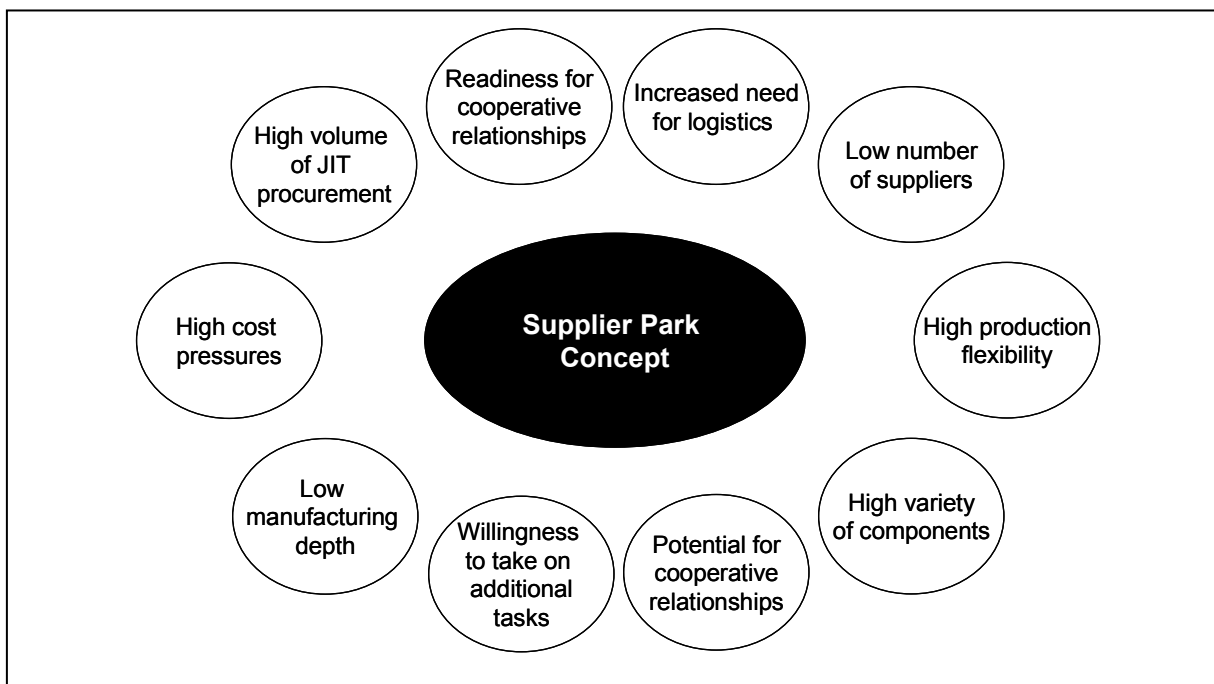 Readiness for
cooperative
relationships
Increased need
for logistics
High volume
of JIT
procurement
Low number
of suppliers
High cost
pressures
Supplier Park
Concept
High production
flexibility
Low
manufacturing
depth
High variety
of components
Willingness
to take on
additional
tasks
Potential for
cooperative
relationships